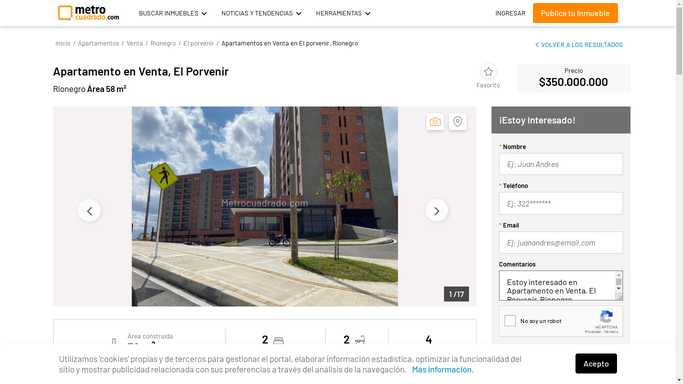 metro
cuadrado.com
BUSCAR INMUEBLES
NOTICIAS Y TENDENCIAS
HERRAMIENTAS
INGRESAR
Publica tu Inmueble
Inicio / Apartamentos / Venta / Rionegro / El porvenir / Apartamentos en Venta en El porvenir, Rionegro
VOLVER A LOS RESULTADOS
Apartamento en Venta, El Porvenir
Rionegro Área 58 m²
Favorito
Precio
$350.000.000
Metrocuadrado.com
1 / 17
¡Estoy Interesado!
* Nombre
Ej: Juan Andres
* Teléfono
Ej: 322*******
* Email
Ej: juanandres@email.com
Comentarios
Estoy interesado en
Apartamento en Venta, El
Porvenir, Rionegro
No soy un robot
reCAPTCHA
Privacidad - Términos
Área construida
2
2
4
Utilizamos 'cookies' propias y de terceros para gestionar el portal, elaborar información estadística, optimizar la funcionalidad del
sitio y mostrar publicidad relacionada con sus preferencias a través del análisis de la navegación. Más información.
Acepto